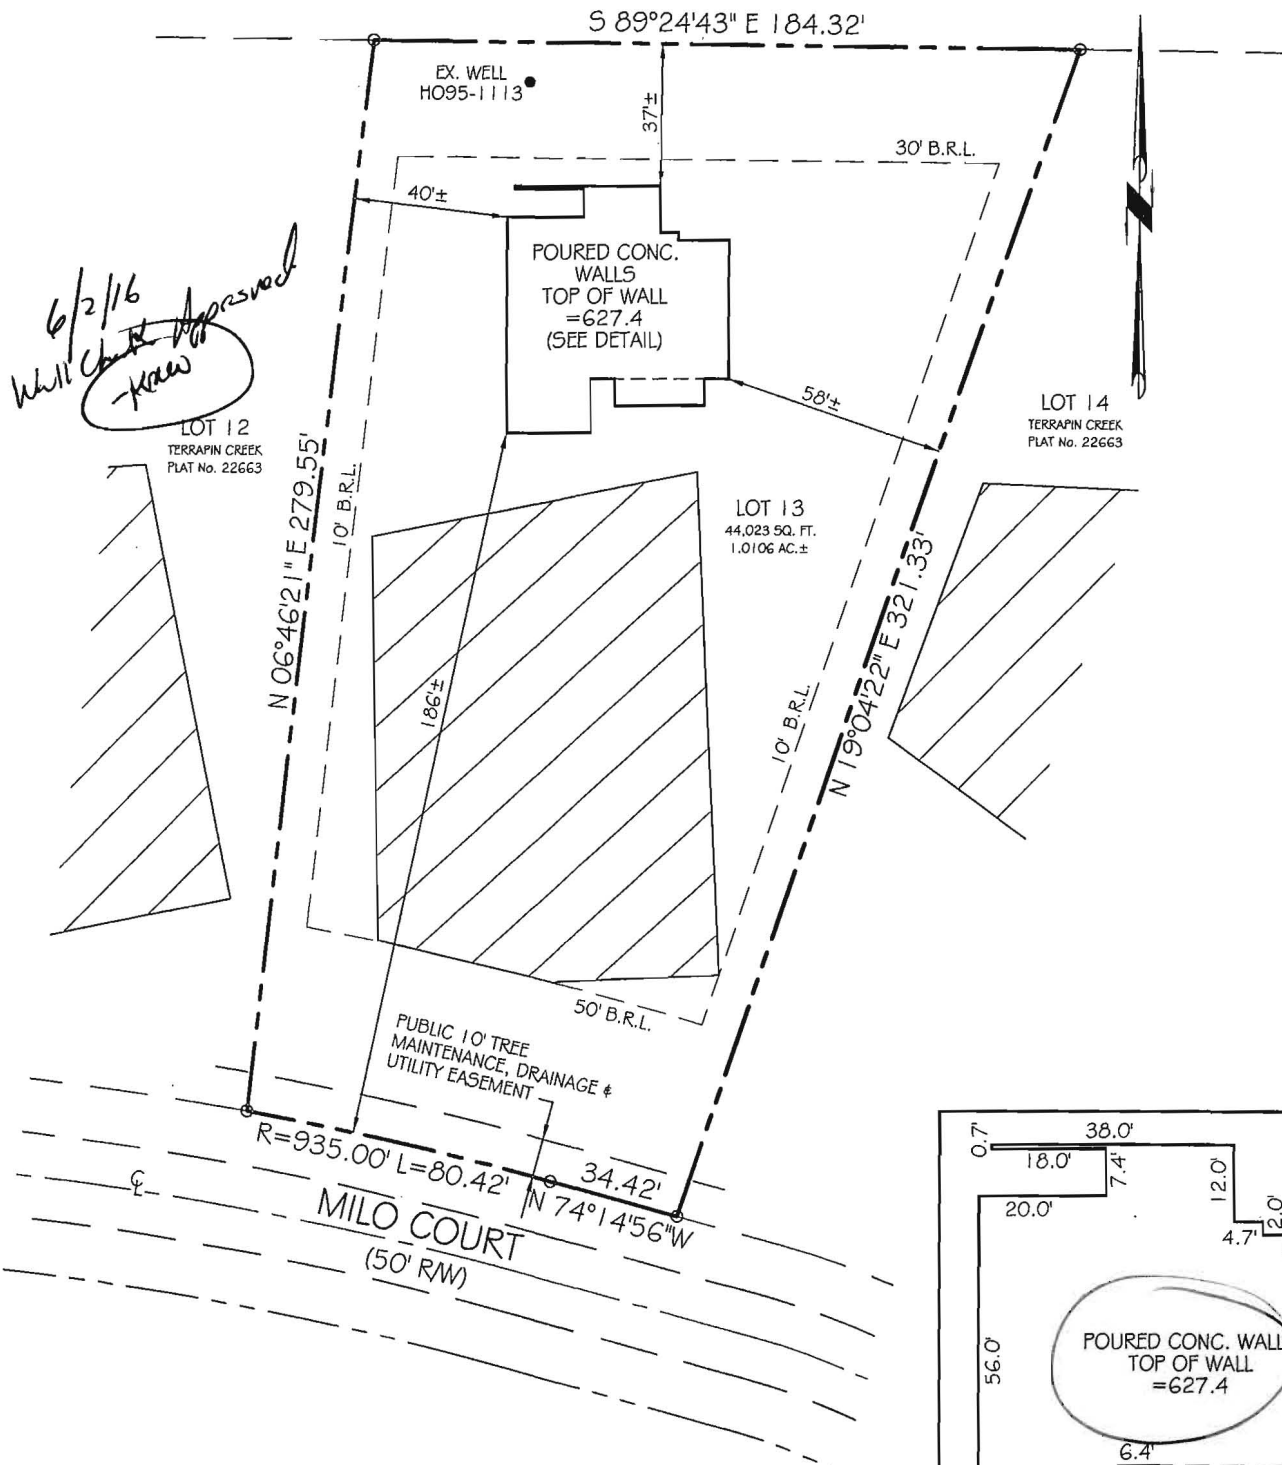 S 89°24'43" E 184.32'
EX. WELL
HO95-1113
37'±
30' B.R.L.
40'±
POURED CONC.
WALLS
TOP OF WALL
=627.4
(SEE DETAIL)
6/2/16
Approved
58'±
LOT 12
TERRAPIN CREEK
PLAT No. 22663
LOT 14
TERRAPIN CREEK
PLAT No. 22663
N 06°46'21" E 279.55'
10' B.R.L.
LOT 13
44,023 SQ. FT.
1.0106 AC.±
186'±
10' B.R.L.
N 19°04'22" E 321.33'
50' B.R.L.
PUBLIC 10' TREE
MAINTENANCE, DRAINAGE &
UTILITY EASEMENT
R=935.00' L=80.42'
34.42'
N 74°14'56"W
MILO COURT
(50' R/W)
0.7'
38.0'
18.0'
7.4'
12.0'
20.0'
4.7'
2.0'
56.0'
POURED CONC. WALL
TOP OF WALL
=627.4
6.4'